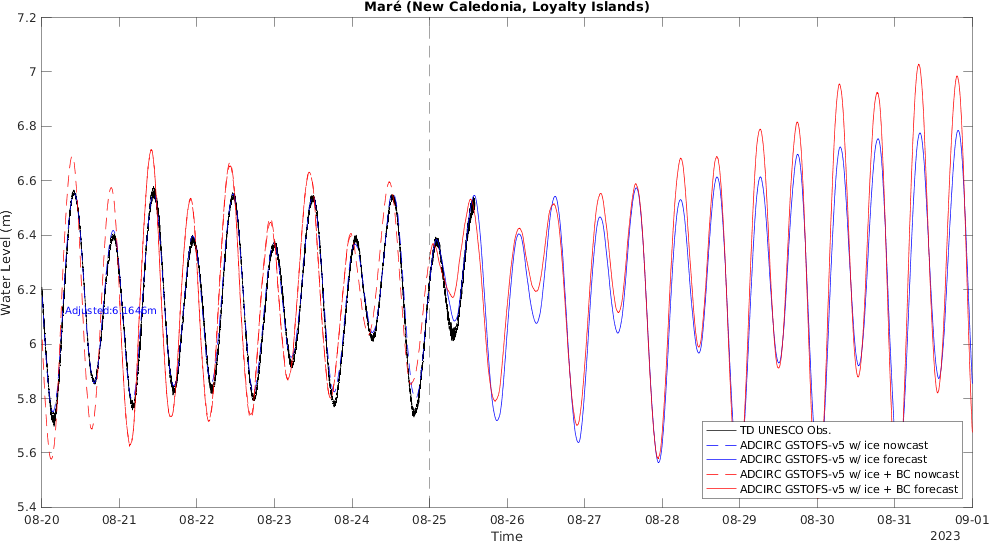 Maré (New Caledonia, Loyalty Islands)
7.2
7
6.8
6.6
6.4
6.2
6
5.8
5.6
5.4
Water Level (m)
Adjusted:6.1645m
TD UNESCO Obs.
ADCIRC GSTOFS-v5 w/ ice nowcast
ADCIRC GSTOFS-v5 w/ ice forecast
ADCIRC GSTOFS-v5 w/ ice + BC nowcast
ADCIRC GSTOFS-v5 w/ ice + BC forecast
08-20 08-21 08-22 08-23 08-24 08-25 08-26 08-27 08-28 08-29 08-30 08-31 09-01
Time
2023